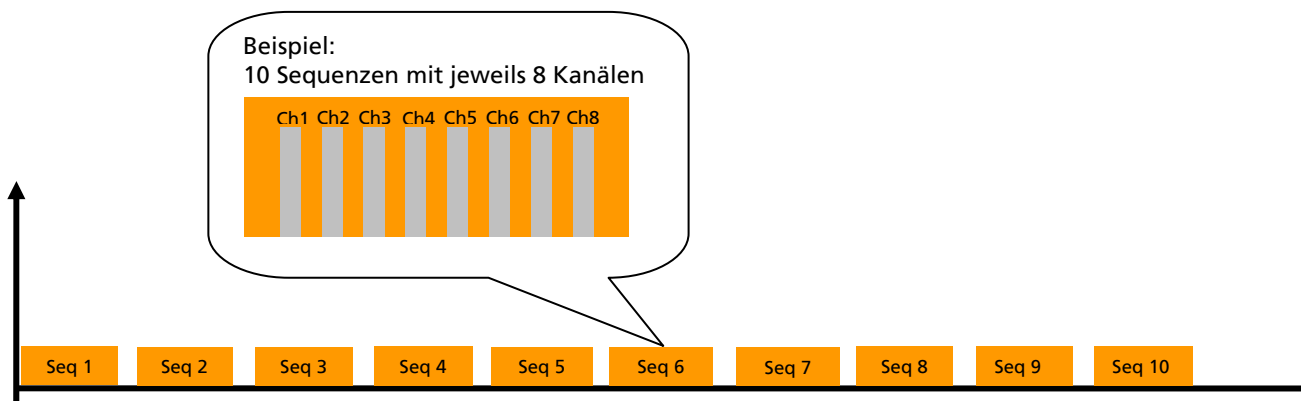 Beispiel:
10 Sequenzen mit jeweils 8 Kanälen
Ch1 Ch2 Ch3 Ch4 Ch5 Ch6 Ch7 Ch8
Seq 1 Seq 2 Seq 3 Seq 4 Seq 5 Seq 6 Seq 7 Seq 8 Seq 9 Seq 10